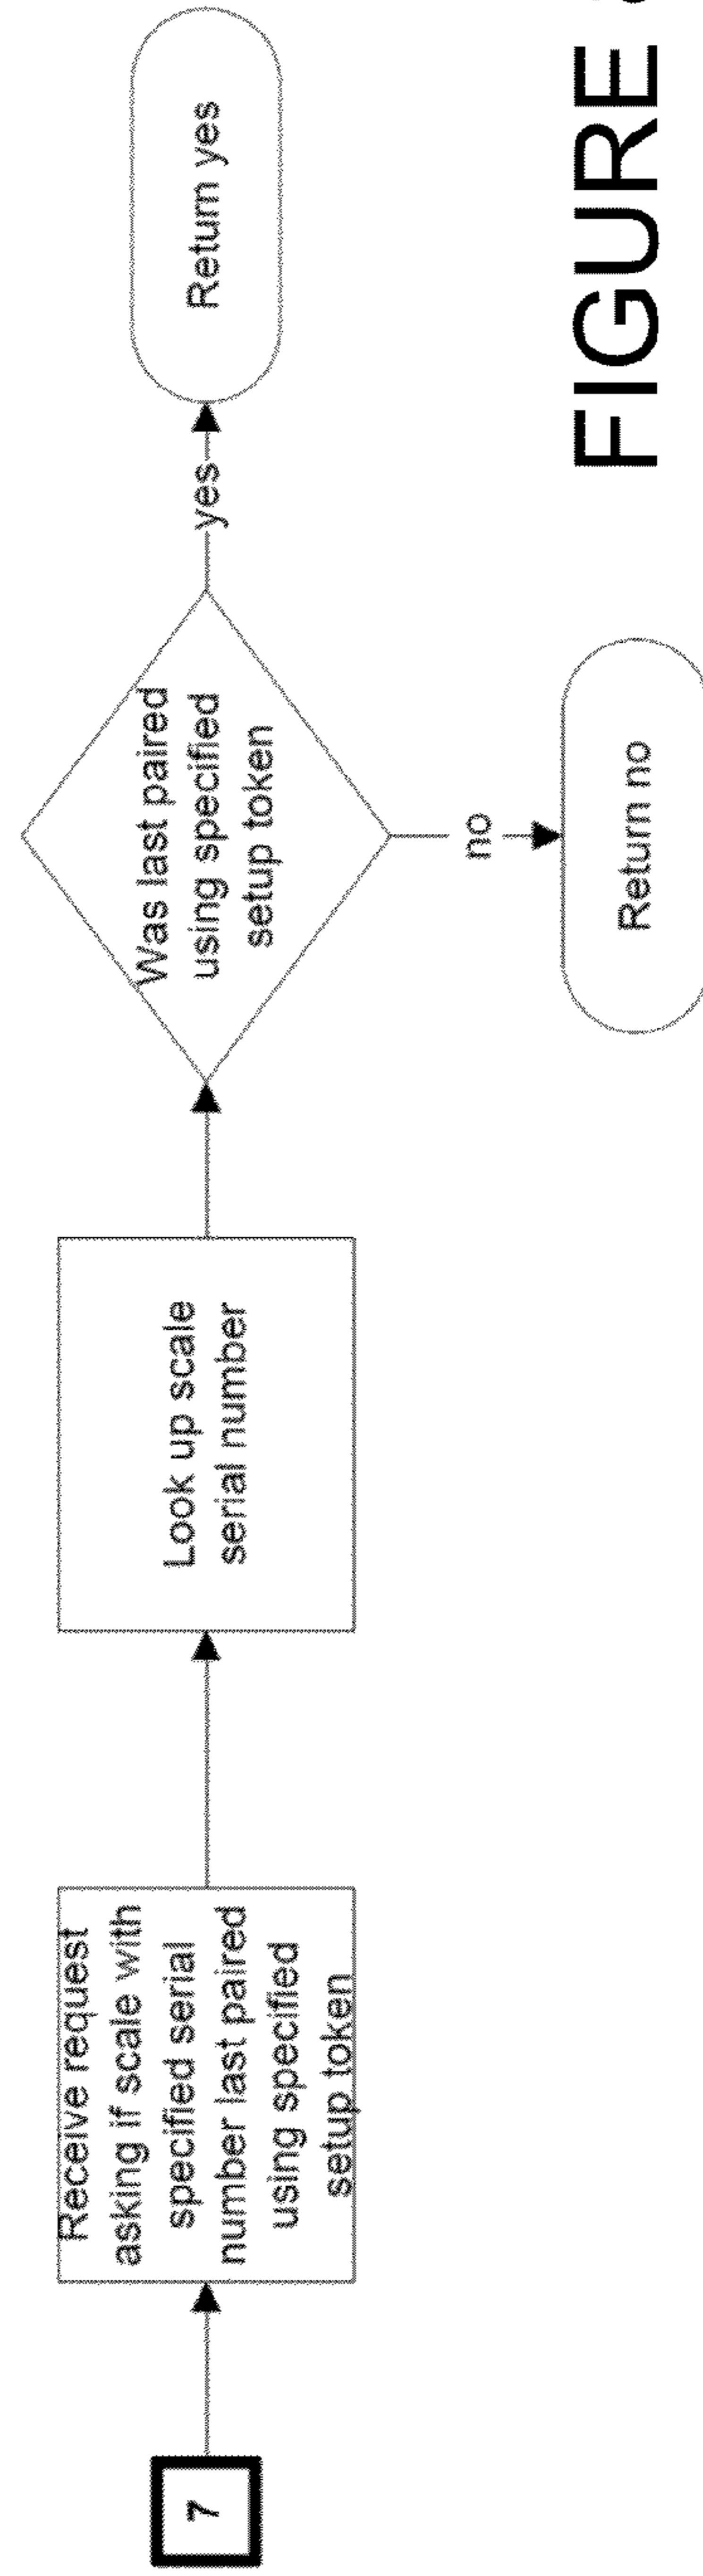 7
Receive request
asking if scale with
specified serial
number last paired
using specified
setup token
Look up scale
serial number
Was last paired
using specified
setup token
yes
Return yes
no
Return no
FIGURE